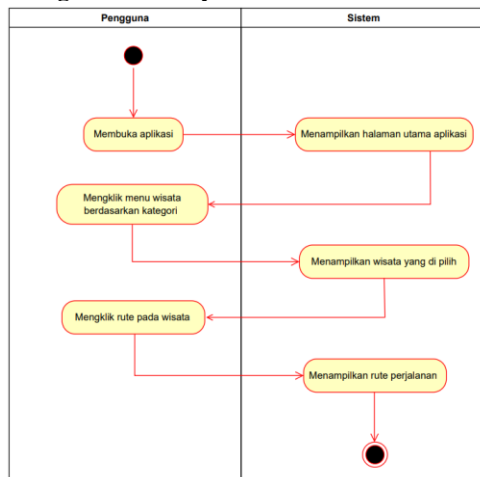 Pengguna
Sistem
Membuka aplikasi
Menampilkan halaman utama aplikasi
Mengklik menu wisata
berdasarkan kategori
Menampilkan wisata yang di pilih
Mengklik rute pada wisata
Menampilkan rute perjalanan